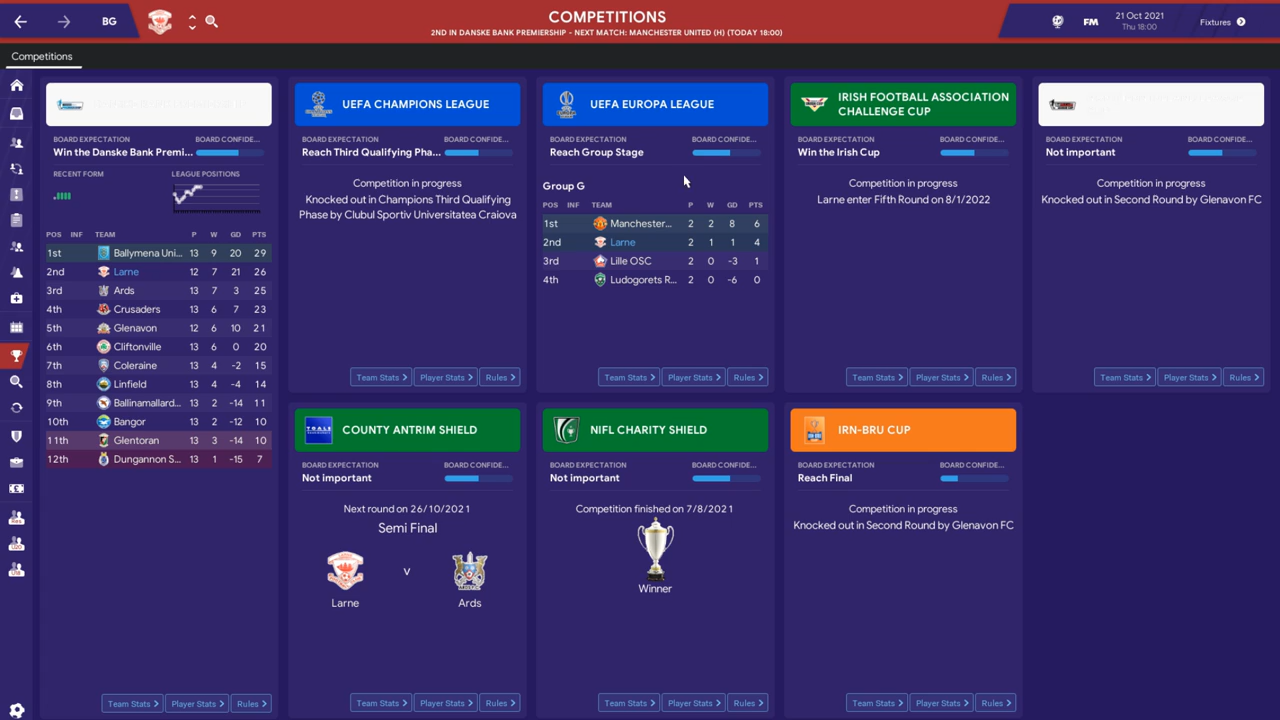 COMPETITIONS
BG
2ND IN DANSKE BANK PREMIERSHIP - NEXT MATCH: MANCHESTER UNITED (H) (TODAY 18:00)
FM
21 Oct 2021
Thu 18:00
Fixtures
Competitions
BOARD EXPECTATION BOARD CONFIDE...
Win the Danske Bank Premi...
RECENT FORM LEAGUE POSITIONS
POS INF TEAM P W GD PTS
1st Ballymena Uni... 13 9 20 29
2nd Larne 12 7 21 26
3rd Ards 13 7 3 25
4th Crusaders 13 6 7 23
5th Glenavon 12 6 10 21
6th Cliftonville 13 6 0 20
7th Coleraine 13 4 -2 15
8th Linfield 13 4 -4 14
9th Ballinamallard... 13 2 -14 11
10th Bangor 13 2 -12 10
11th Glentoran 13 3 -14 10
12th Dungannon S... 13 1 -15 7
Team Stats Player Stats Rules
UEFA CHAMPIONS LEAGUE
BOARD EXPECTATION BOARD CONFIDE...
Reach Third Qualifying Pha...
Competition in progress
Knocked out in Champions Third Qualifying
Phase by Clubul Sportiv Universitatea Craiova
Team Stats Player Stats Rules
UEFA EUROPA LEAGUE
BOARD EXPECTATION BOARD CONFIDE...
Reach Group Stage
Group G
POS INF TEAM P W GD PTS
1st Manchester... 2 2 8 6
2nd Larne 2 1 1 4
3rd Lille OSC 2 0 -3 1
4th Ludogorets R... 2 0 -6 0
Team Stats Player Stats Rules
IRISH FOOTBALL ASSOCIATION
CHALLENGE CUP
BOARD EXPECTATION BOARD CONFIDE...
Win the Irish Cup
Competition in progress
Larne enter Fifth Round on 8/1/2022
Team Stats Player Stats Rules
BOARD EXPECTATION BOARD CONFIDE...
Not important
Competition in progress
Knocked out in Second Round by Glenavon FC
Team Stats Player Stats Rules
COUNTY ANTRIM SHIELD
BOARD EXPECTATION BOARD CONFIDE...
Not important
Next round on 26/10/2021
Semi Final
v
Larne Ards
Team Stats Player Stats Rules
NIFL CHARITY SHIELD
BOARD EXPECTATION BOARD CONFIDE...
Not important
Competition finished on 7/8/2021
Winner
Team Stats Player Stats Rules
IRN-BRU CUP
BOARD EXPECTATION BOARD CONFIDE...
Reach Final
Competition in progress
Knocked out in Second Round by Glenavon FC
Team Stats Player Stats Rules